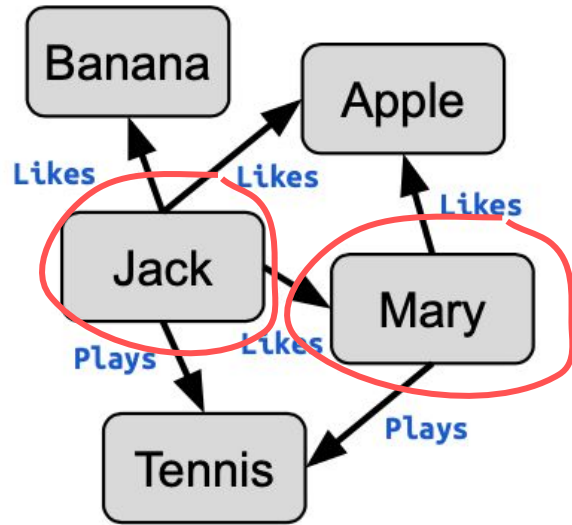 Banana
Apple
Likes
Likes
Likes
Jack
Mary
Plays
Likes
Plays
Tennis